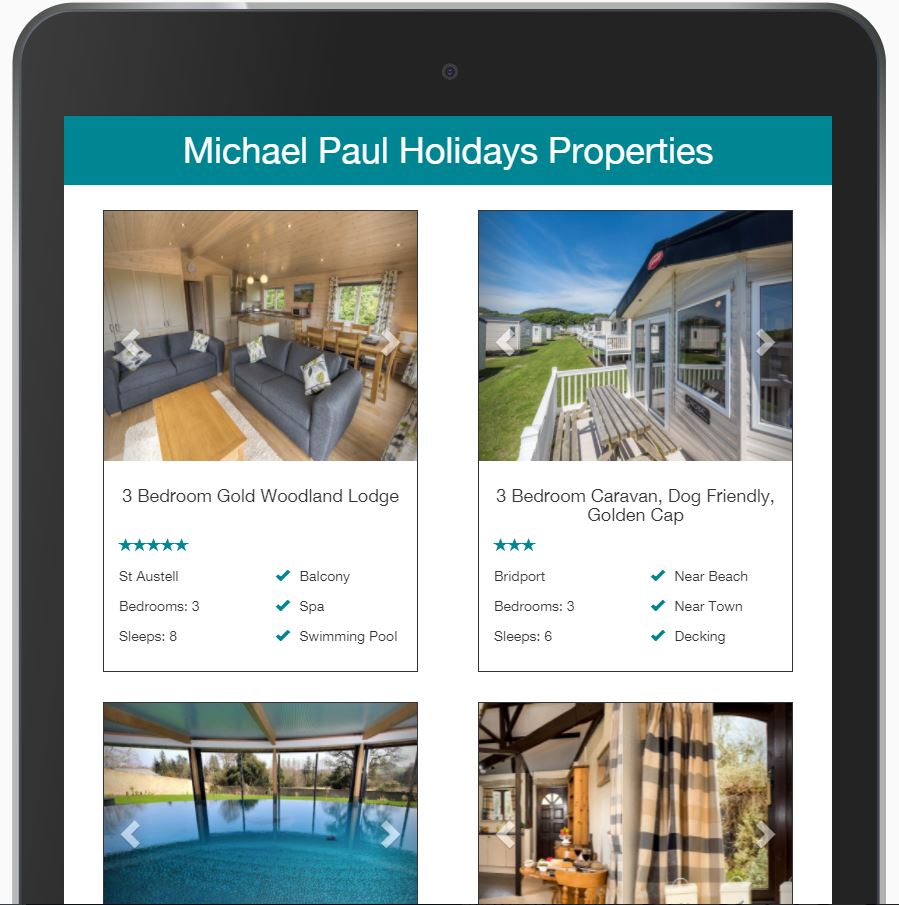 Michael Paul Holidays Properties
3 Bedroom Gold Woodland Lodge
St Austell
Balcony
Bedrooms: 3
Spa
Sleeps: 8
Swimming Pool
3 Bedroom Caravan, Dog Friendly,
Golden Cap
Bridport
Near Beach
Bedrooms: 3
Near Town
Sleeps: 6
Decking